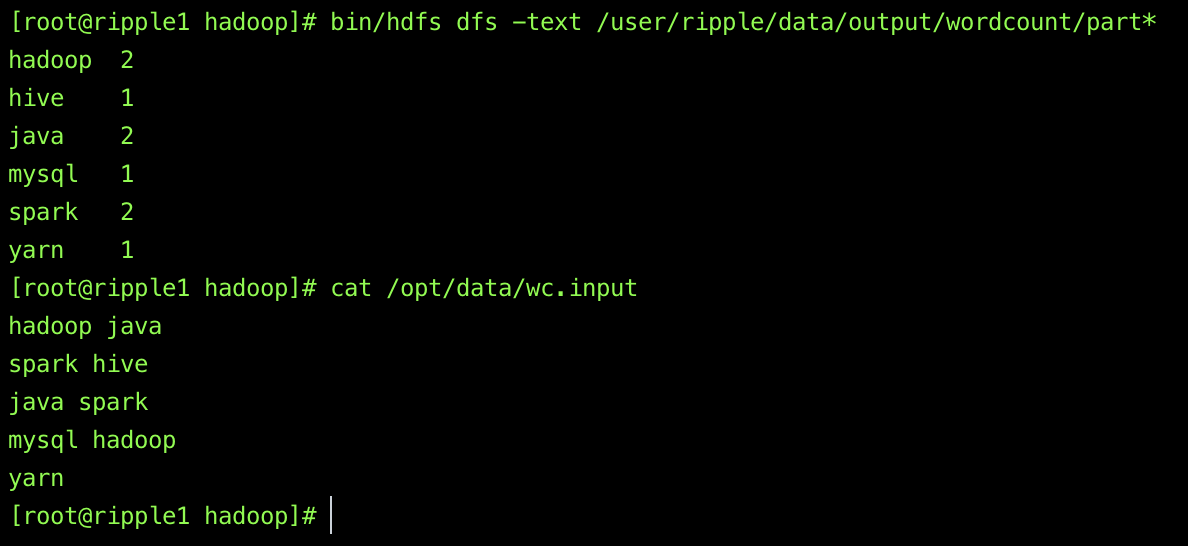 [root@ripple1 hadoop]# bin/hdfs dfs -text /user/ripple/data/output/wordcount/part*
hadoop	2
hive	1
java	2
mysql	1
spark	2
yarn	1
[root@ripple1 hadoop]# cat /opt/data/wc.input
hadoop java
spark hive
java spark
mysql hadoop
yarn
[root@ripple1 hadoop]#